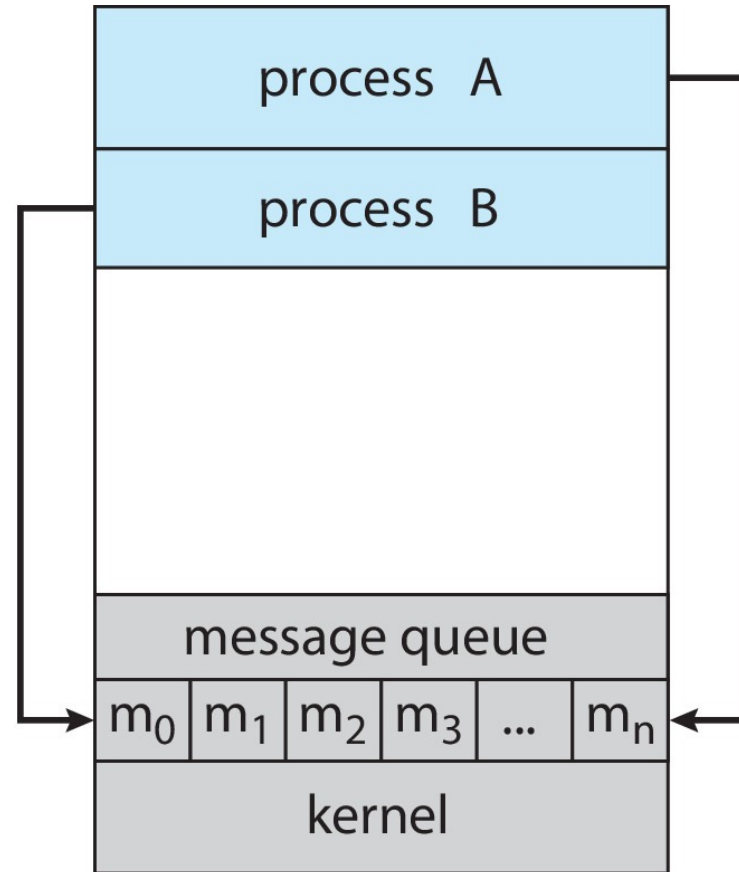 process A
process B
message queue
m₀ m₁ m₂ m₃ ... mₙ
kernel